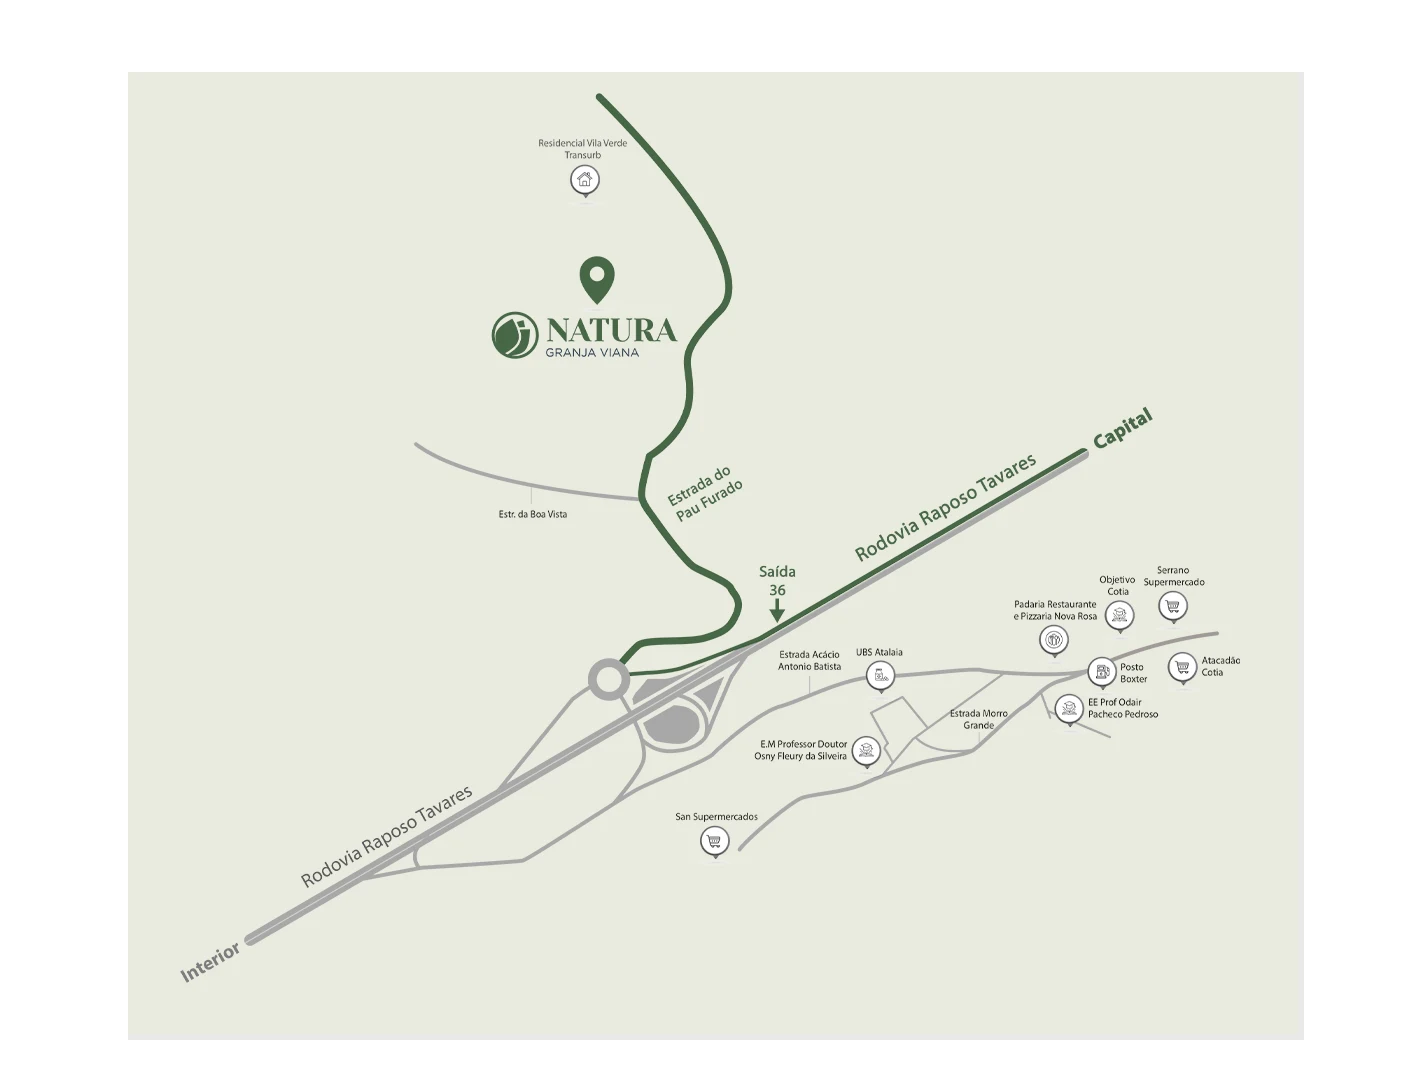 Residencial Vila Verde
Transurb
NATURA
GRANJA VIANA
Capital
Rodovia Raposo Tavares
Estrada do
Pau Furado
Estr. da Boa Vista
Saída
36
Serrano
Supermercado
Objetivo
Cotia
Padaria Restaurante
e Pizzaria Nova Rosa
Estrada Acácio
Antonio Batista
UBS Atalaia
Posto
Boxter
Atacadão
Cotia
EE Prof Odair
Pacheco Pedroso
Estrada Morro
Grande
E.M Professor Doutor
Osny Fleury da Silveira
San Supermercados
Rodovia Raposo Tavares
Interior